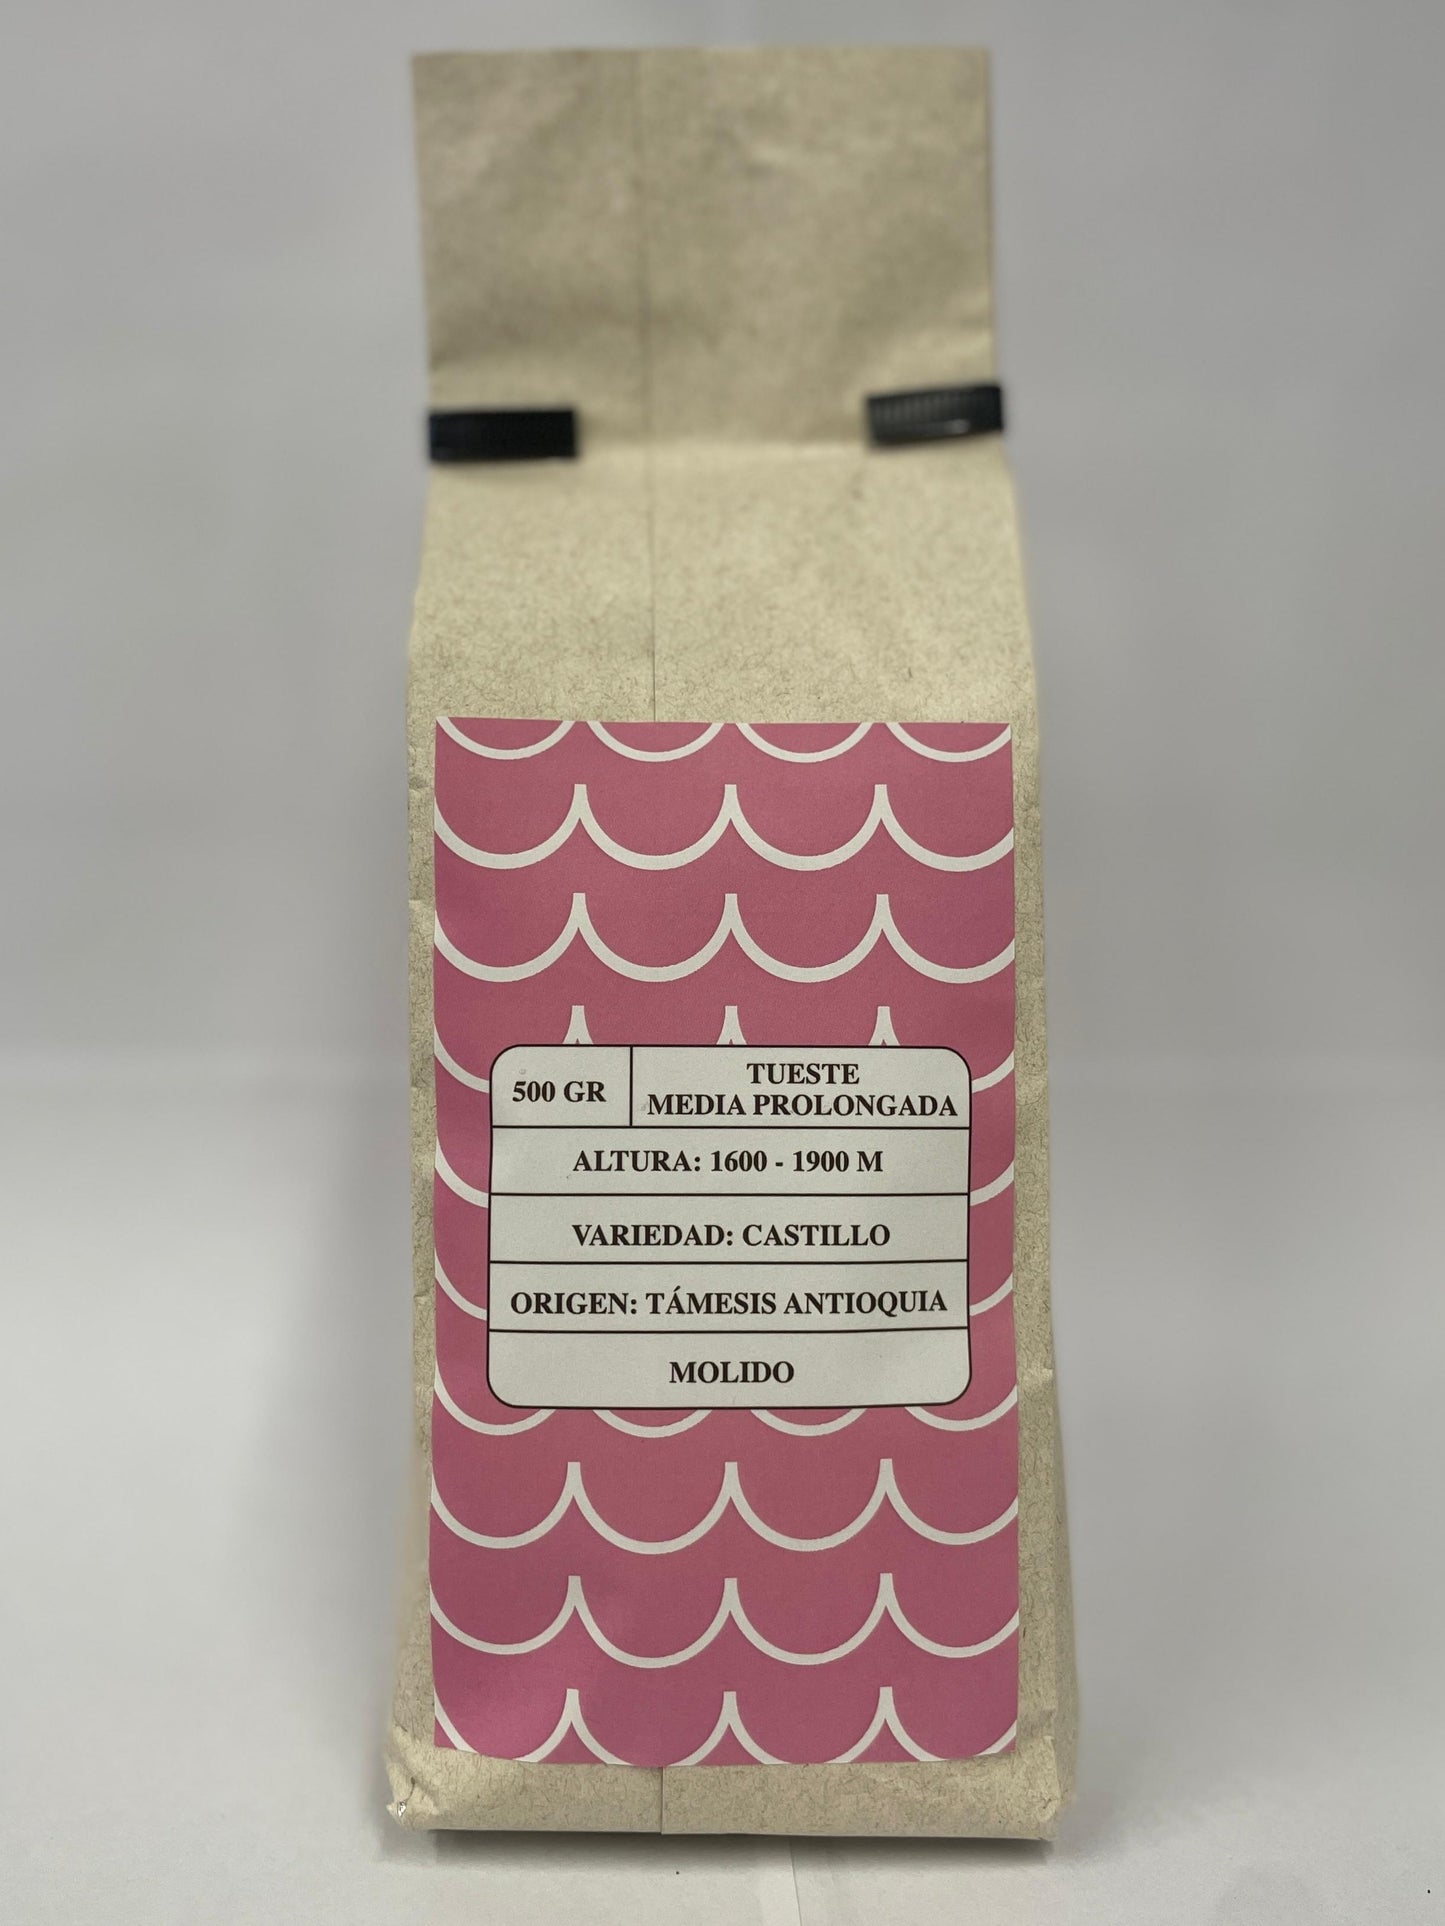 500 GR
TUESTE
MEDIA PROLONGADA
ALTURA: 1600 - 1900 M
VARIEDAD: CASTILLO
ORIGEN: TÁMESIS ANTIOQUIA
MOLIDO